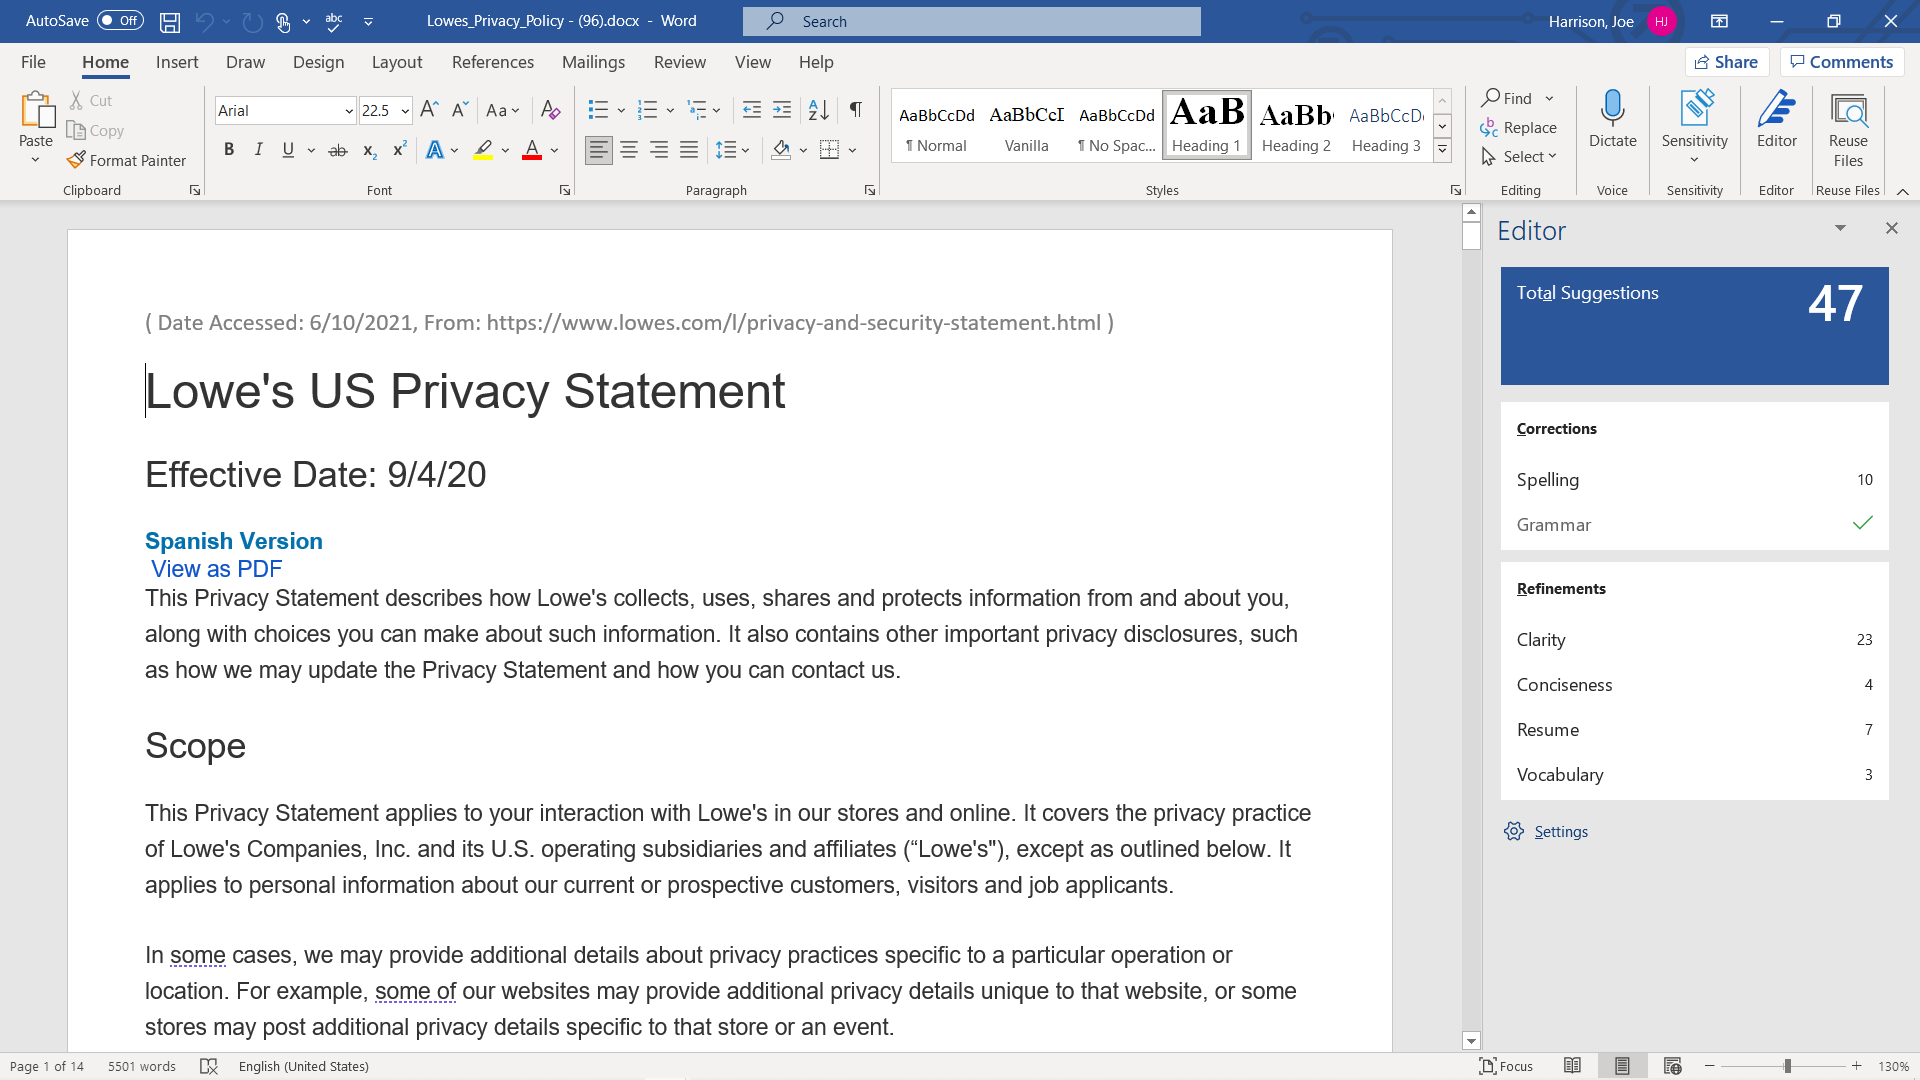 AutoSave Off Lowes_Privacy_Policy - (96).docx - Word Search Harrison, Joe HJ
File Home Insert Draw Design Layout References Mailings Review View Help Share Comments
Paste Cut Copy Format Painter Clipboard
Arial 22.5 Font
Paragraph
AaBbCcDd ¶ Normal
AaBbCcI Vanilla
AaBbCcDd ¶ No Spac...
AaB Heading 1
AaBb Heading 2
AaBbCcD Heading 3
Styles
Find Replace Select Editing
Dictate Voice
Sensitivity Sensitivity
Editor Editor
Reuse Files Reuse Files
( Date Accessed: 6/10/2021, From: https://www.lowes.com/l/privacy-and-security-statement.html )
Lowe's US Privacy Statement
Effective Date: 9/4/20
Spanish Version
View as PDF
This Privacy Statement describes how Lowe's collects, uses, shares and protects information from and about you,
along with choices you can make about such information. It also contains other important privacy disclosures, such
as how we may update the Privacy Statement and how you can contact us.
Scope
This Privacy Statement applies to your interaction with Lowe's in our stores and online. It covers the privacy practice
of Lowe's Companies, Inc. and its U.S. operating subsidiaries and affiliates (“Lowe's"), except as outlined below. It
applies to personal information about our current or prospective customers, visitors and job applicants.
In some cases, we may provide additional details about privacy practices specific to a particular operation or
location. For example, some of our websites may provide additional privacy details unique to that website, or some
stores may post additional privacy details specific to that store or an event.
Editor
Total Suggestions 47
Corrections
Spelling 10
Grammar
Refinements
Clarity 23
Conciseness 4
Resume 7
Vocabulary 3
Settings
Page 1 of 14 5501 words English (United States) Focus 130%